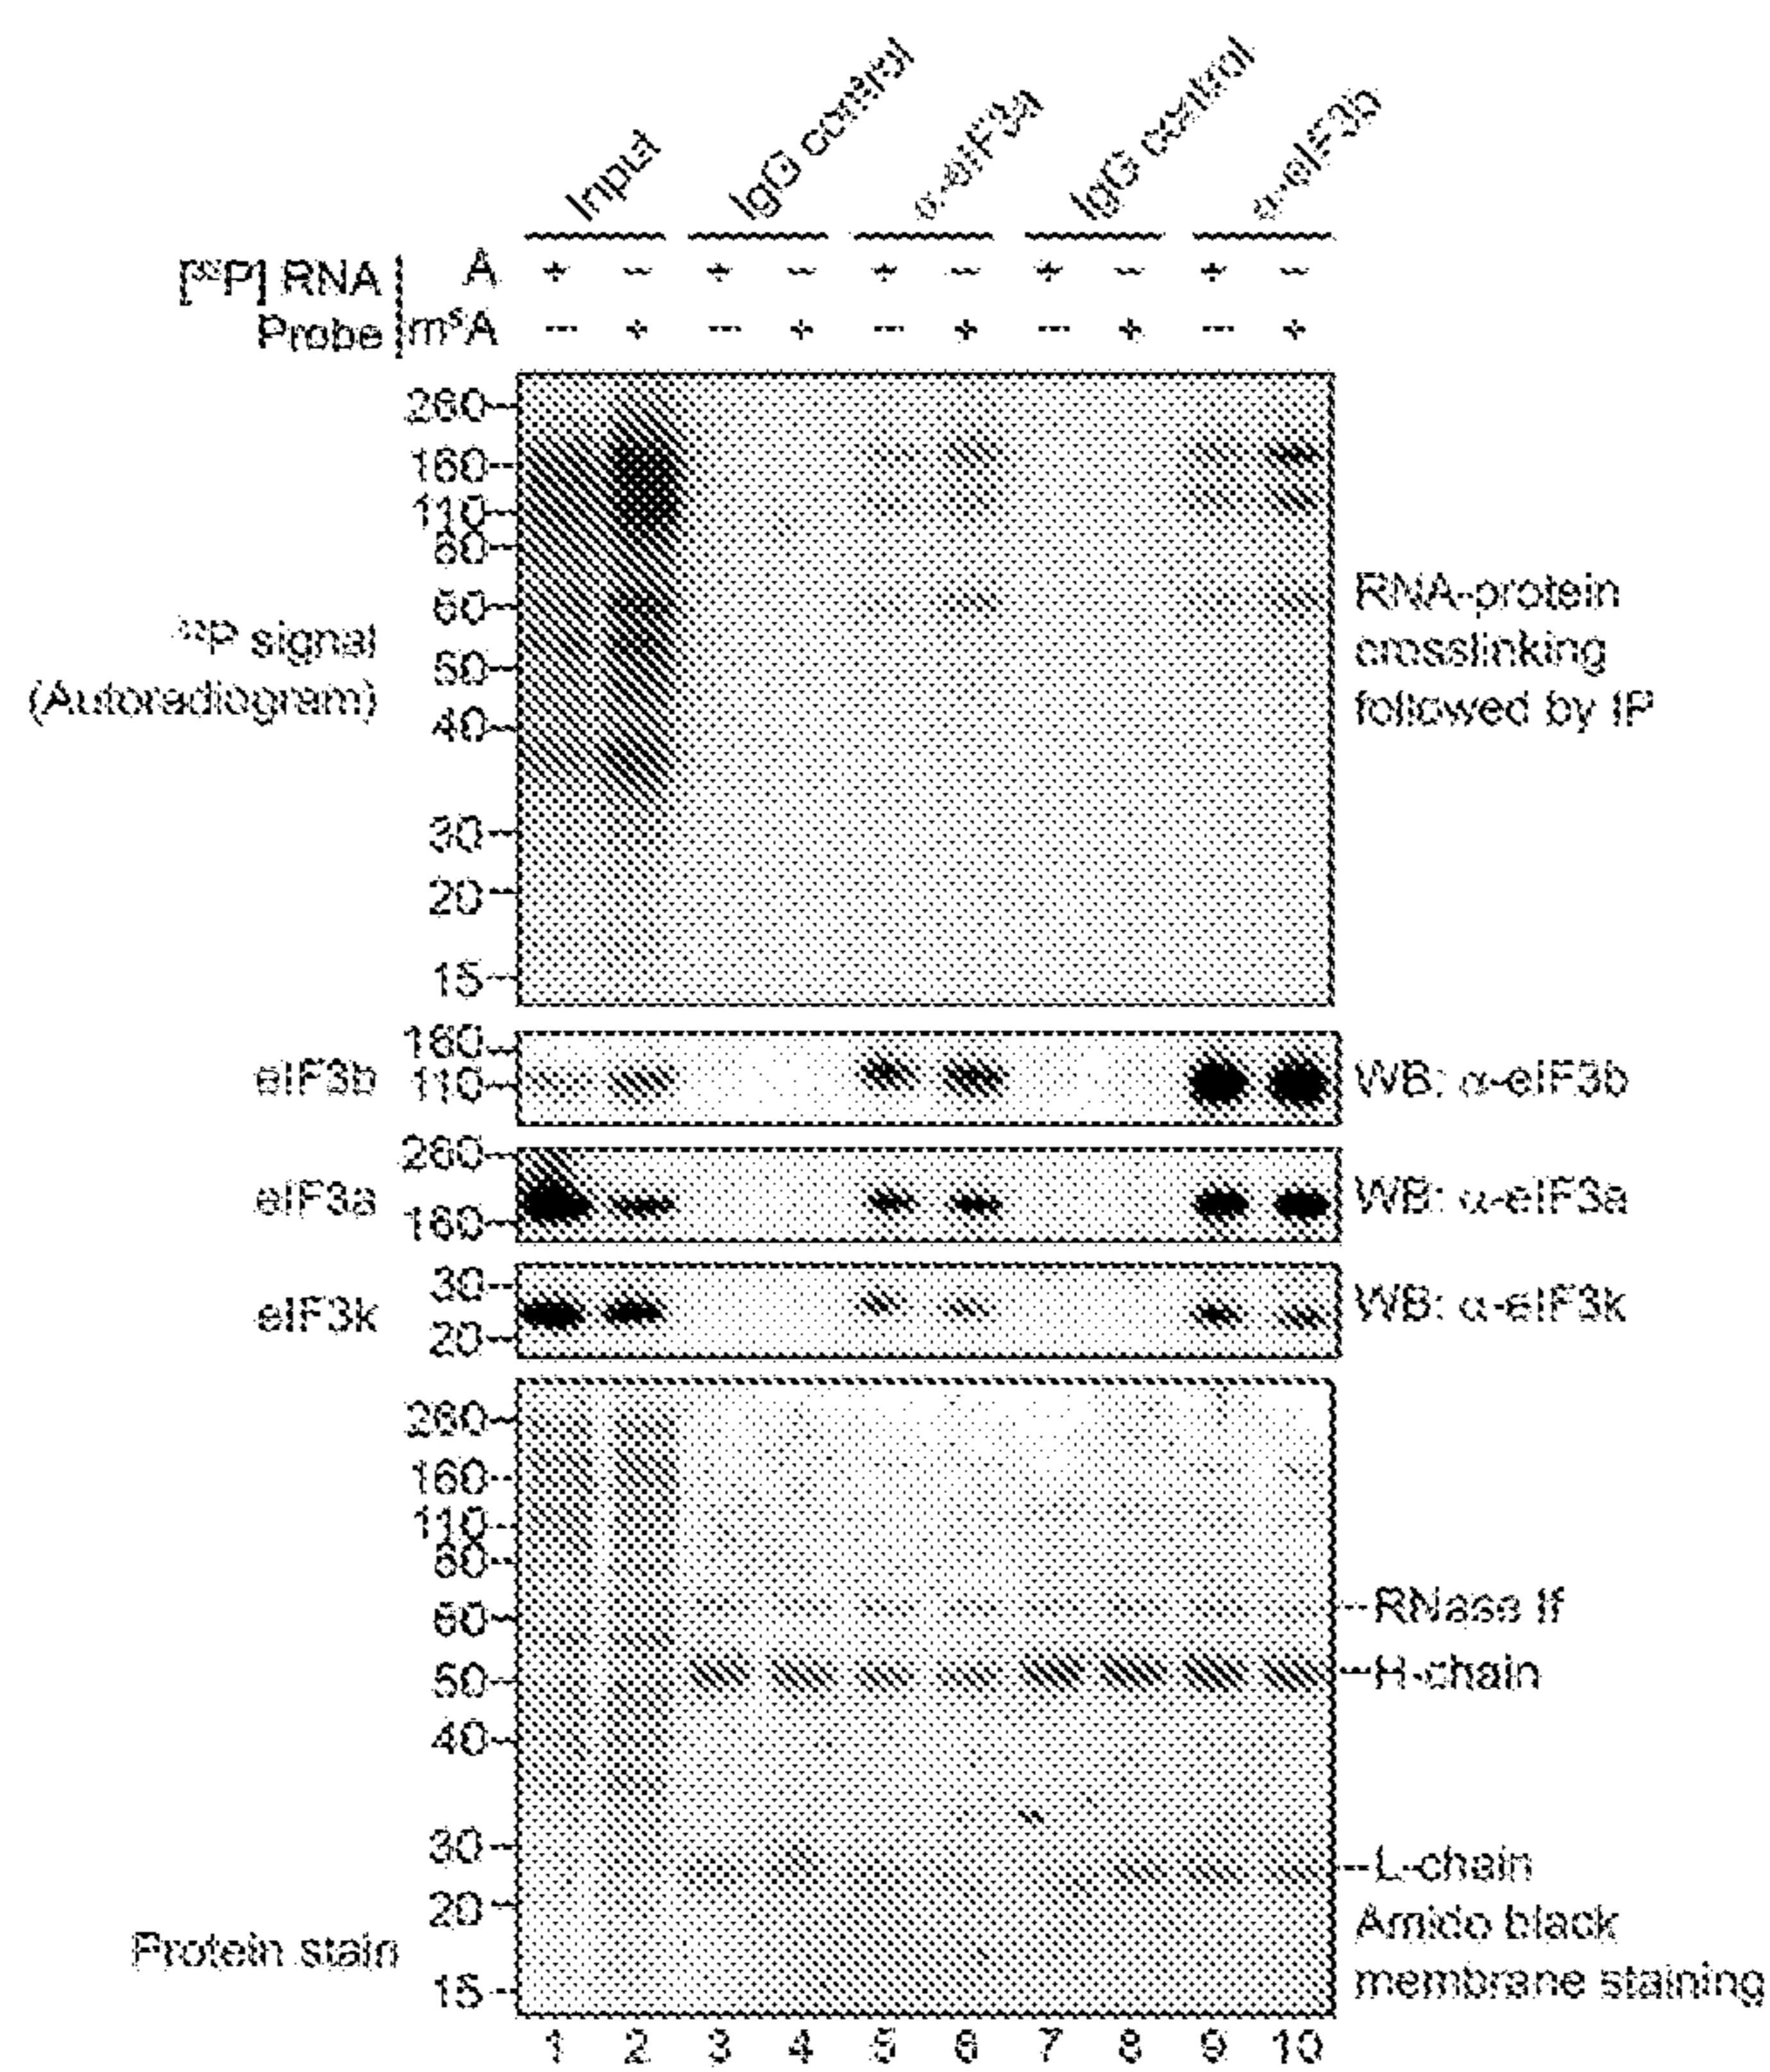 Input
IgG control
α-eIF3a
IgG control
α-eIF3b
[³²P] RNA
Probe
A + - + - + - + - + -
m⁶A - + - + - + - + - +
260
160
110
80
60
50
40
30
20
15
³²P signal
(Autoradiogram)
RNA-protein
crosslinking
followed by IP
eIF3b
160
110
WB: α-eIF3b
eIF3a
260
160
WB: α-eIF3a
eIF3k
30
20
WB: α-eIF3k
260
160
110
80
60
50
40
30
20
15
RNase If
H-chain
L-chain
Amido black
membrane staining
Protein stain
1 2 3 4 5 6 7 8 9 10